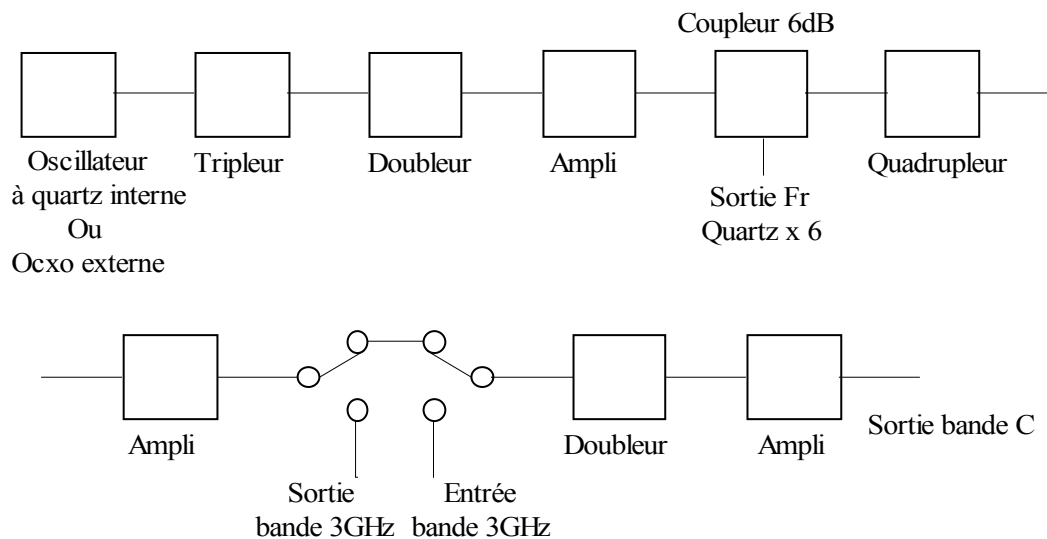 Coupleur 6dB
Oscillateur
à quartz interne
Ou
Ocxo externe
Tripleur
Doubleur
Ampli
Sortie Fr
Quartz x 6
Quadrupleur
Ampli
Sortie
bande 3GHz
Entrée
bande 3GHz
Doubleur
Ampli
Sortie bande C